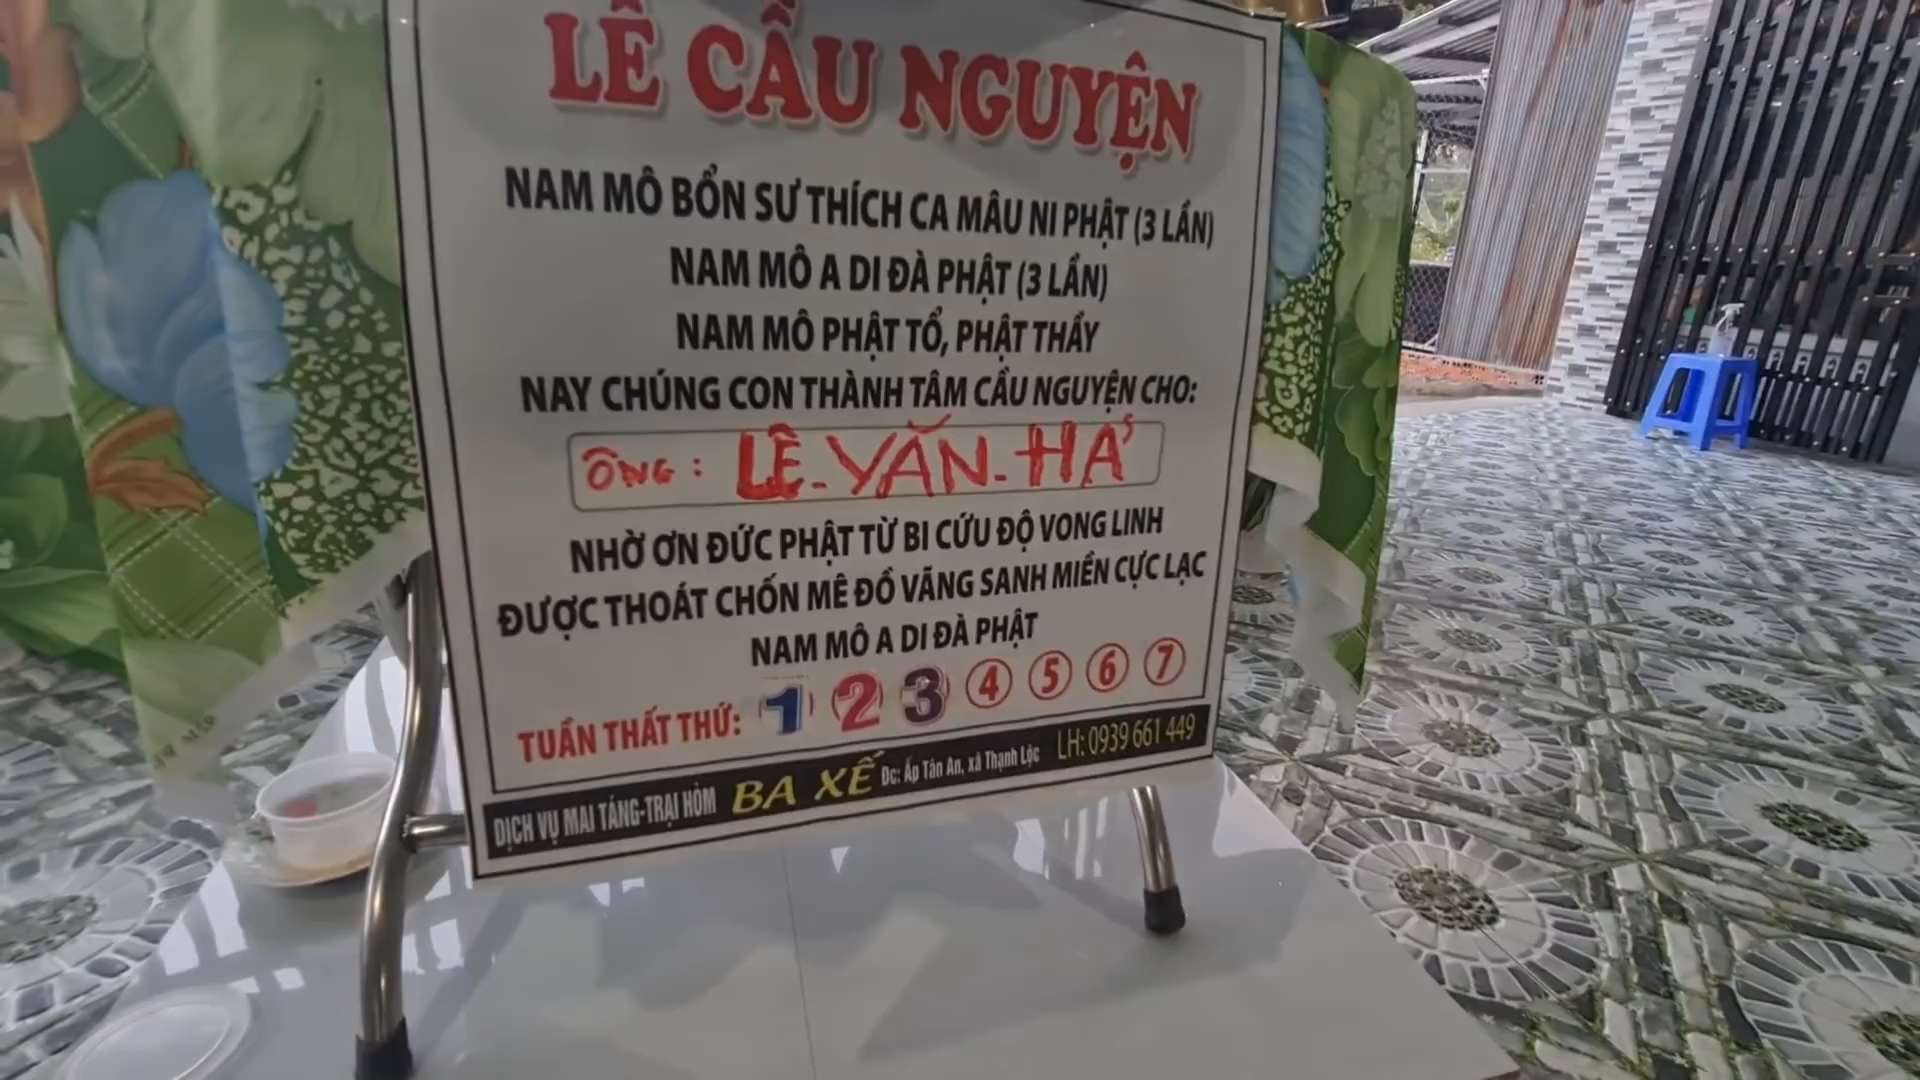 LỄ CẦU NGUYỆN
NAM MÔ BỔN SƯ THÍCH CA MÂU NI PHẬT (3 LẦN)
NAM MÔ A DI ĐÀ PHẬT (3 LẦN)
NAM MÔ PHẬT TỔ, PHẬT THẦY
NAY CHÚNG CON THÀNH TÂM CẦU NGUYỆN CHO:
ÔNG: LÊ-VĂN-HẢ
NHỜ ƠN ĐỨC PHẬT TỪ BI CỨU ĐỘ VONG LINH
ĐƯỢC THOÁT CHỐN MÊ ĐỒ VÃNG SANH MIỀN CỰC LẠC
NAM MÔ A DI ĐÀ PHẬT
TUẦN THẤT THỨ: 1 2 3 4 5 6 7
DỊCH VỤ MAI TÁNG-TRẠI HÒM BA XẾ Đc: Ấp Tân An, xã Thạnh Lộc LH: 0939 661 449